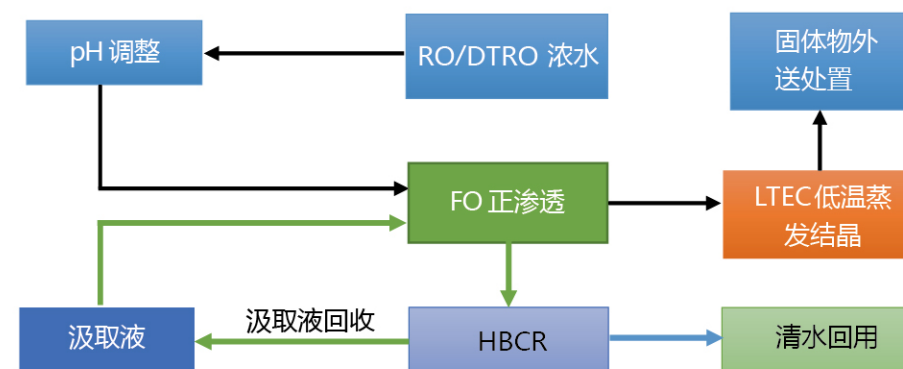 pH 调整
RO/DTRO 浓水
固体物外
送处置
FO 正渗透
LTEC低温蒸
发结晶
汲取液
汲取液回收
HBCR
清水回用